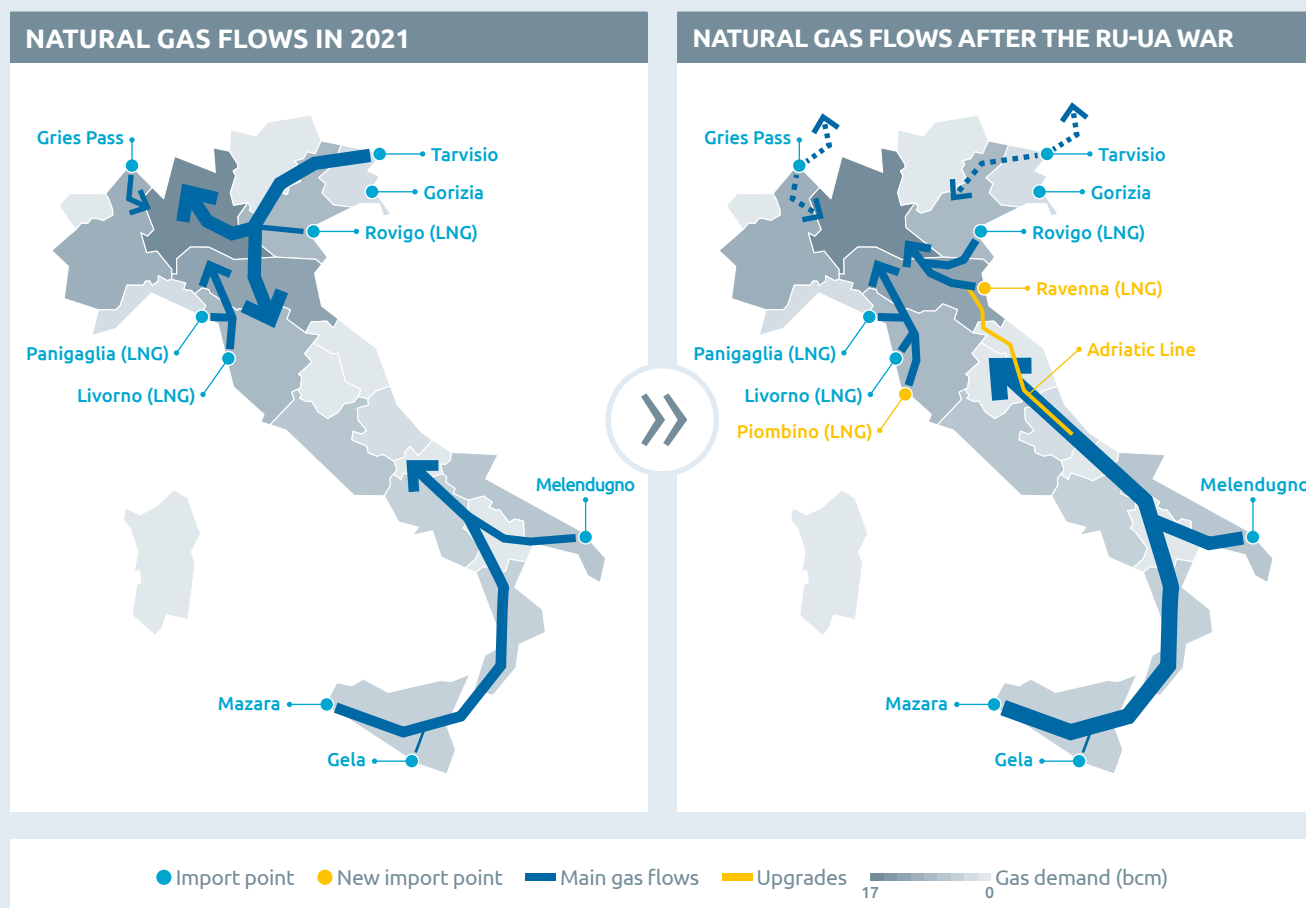 NATURAL GAS FLOWS IN 2021
Gries Pass
Tarvisio
Gorizia
Rovigo (LNG)
Panigaglia (LNG)
Livorno (LNG)
Melendugno
Mazara
Gela
NATURAL GAS FLOWS AFTER THE RU-UA WAR
Gries Pass
Tarvisio
Gorizia
Rovigo (LNG)
Ravenna (LNG)
Adriatic Line
Panigaglia (LNG)
Livorno (LNG)
Piombino (LNG)
Melendugno
Mazara
Gela
Import point
New import point
Main gas flows
Upgrades
17
0
Gas demand (bcm)